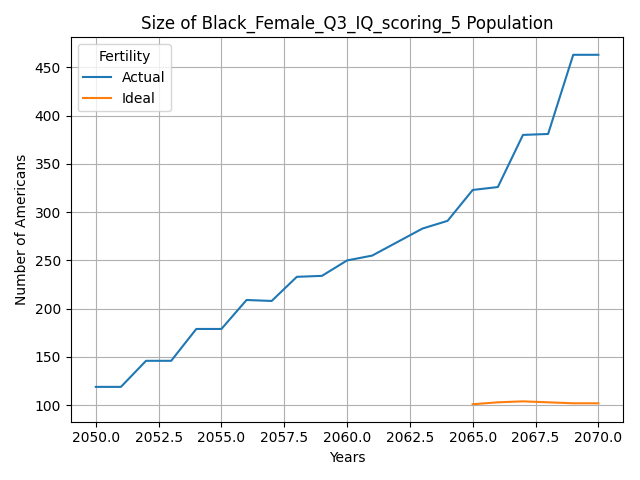 Size of Black_Female_Q3_IQ_scoring_5 Population
Fertility
Actual
Ideal
Number of Americans
450
400
350
300
250
200
150
100
2050.0 2052.5 2055.0 2057.5 2060.0 2062.5 2065.0 2067.5 2070.0
Years